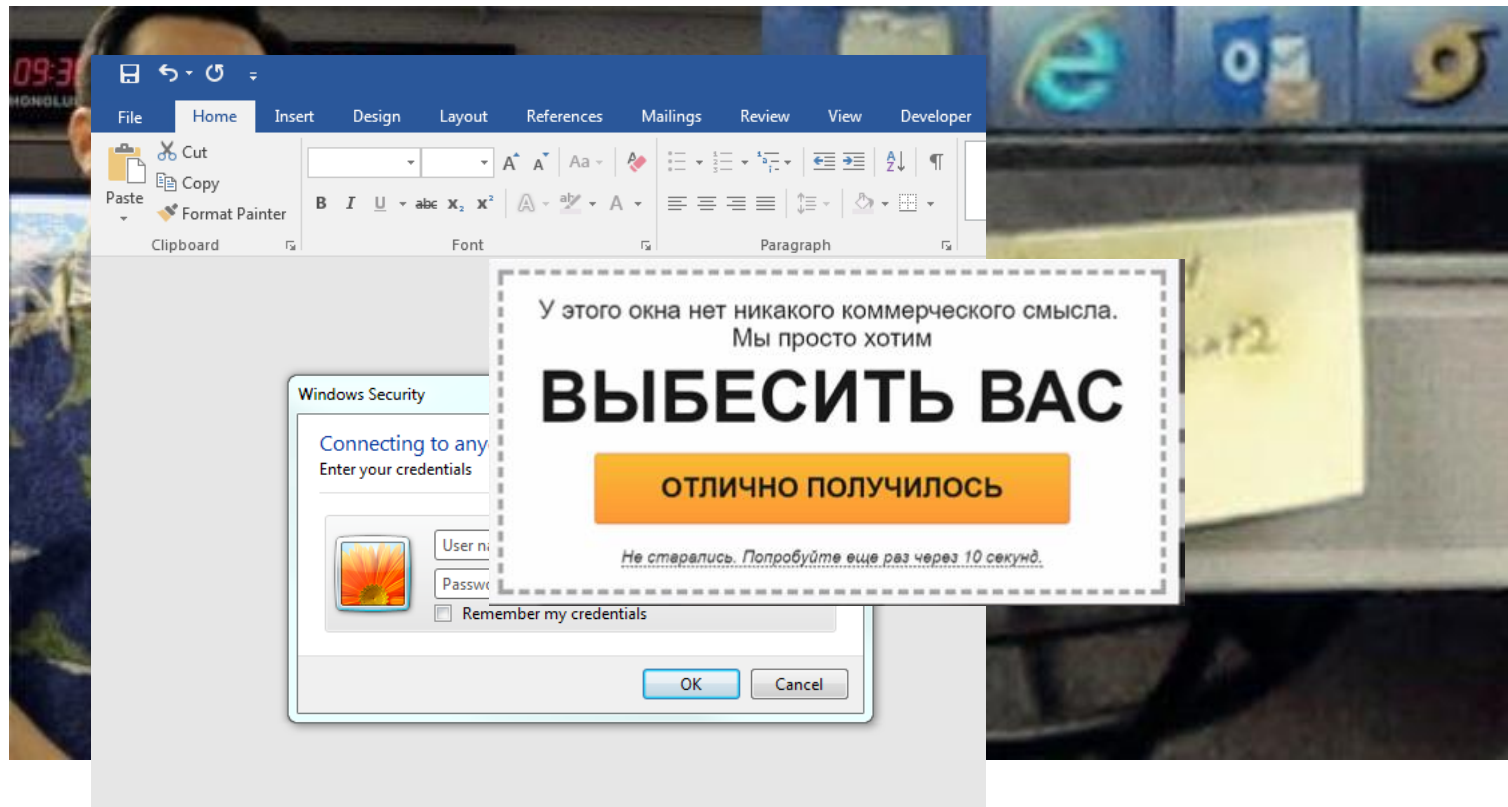 09:3
HONOLU
File Home Insert Design Layout References Mailings Review View Developer
Cut
Copy
Paste
Format Painter
Clipboard Font Paragraph
У этого окна нет никакого коммерческого смысла.
Мы просто хотим
ВЫБЕСИТЬ ВАС
ОТЛИЧНО ПОЛУЧИЛОСЬ
Не старались. Попробуйте еще раз через 10 секунд.
Windows Security
Connecting to any
Enter your credentials
User na
Passwo
Remember my credentials
OK Cancel